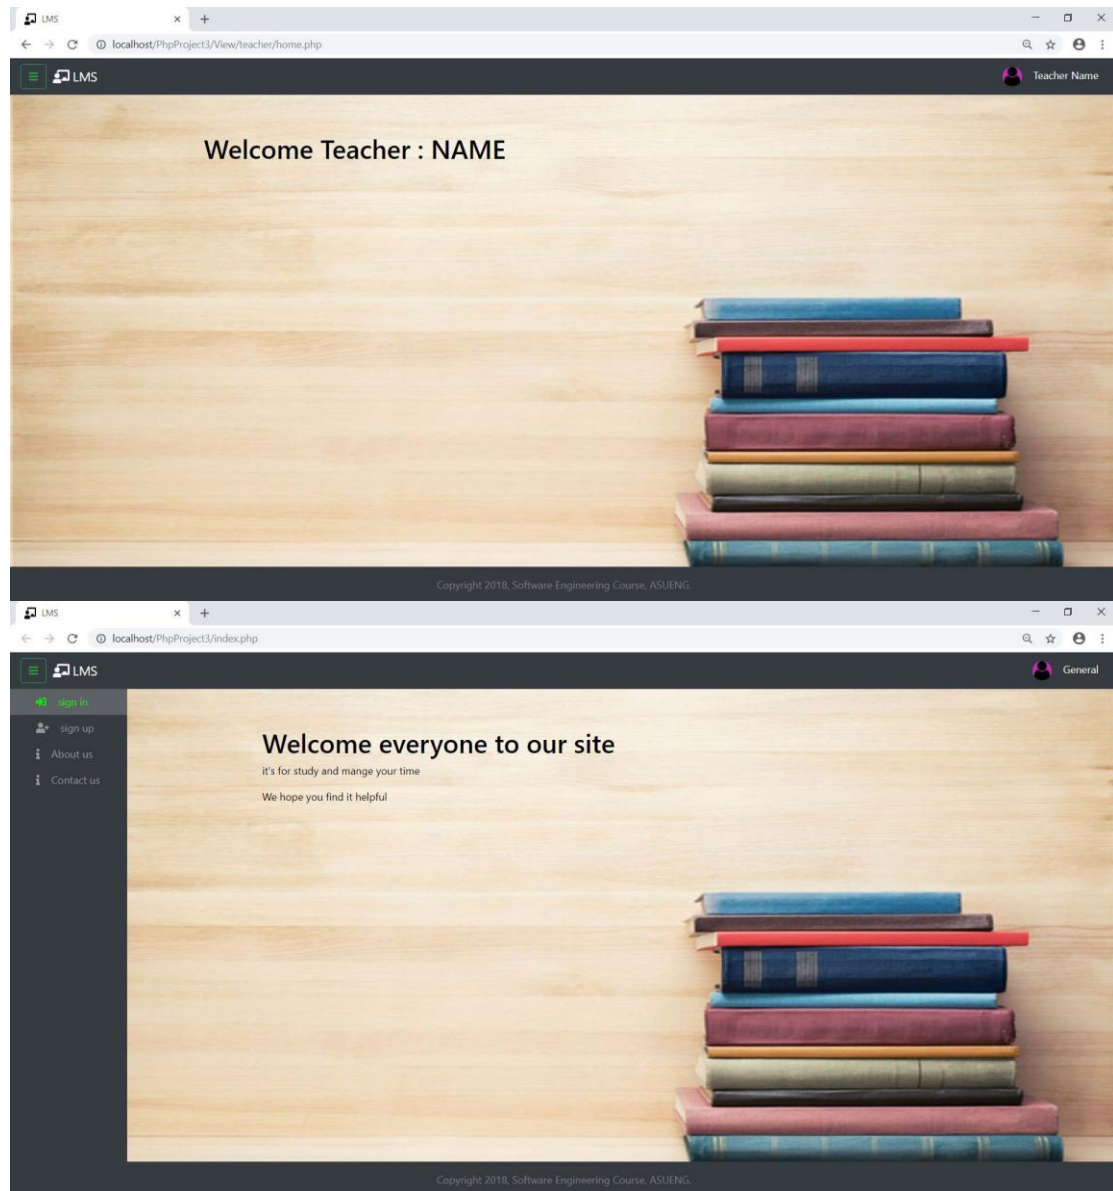 LMS
localhost/PhpProject3/View/teacher/home.php
LMS
Teacher Name
Welcome Teacher : NAME
Copyright 2018, Software Engineering Course, ASUENG.
LMS
localhost/PhpProject3/index.php
LMS
General
sign in
sign up
About us
Contact us
Welcome everyone to our site
it's for study and mange your time
We hope you find it helpful
Copyright 2018, Software Engineering Course, ASUENG.